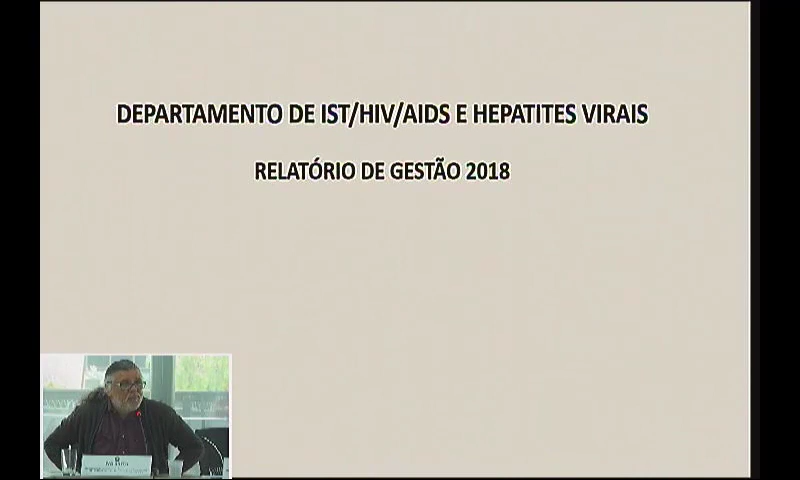 DEPARTAMENTO DE IST/HIV/AIDS E HEPATITES VIRAIS
RELATÓRIO DE GESTÃO 2018